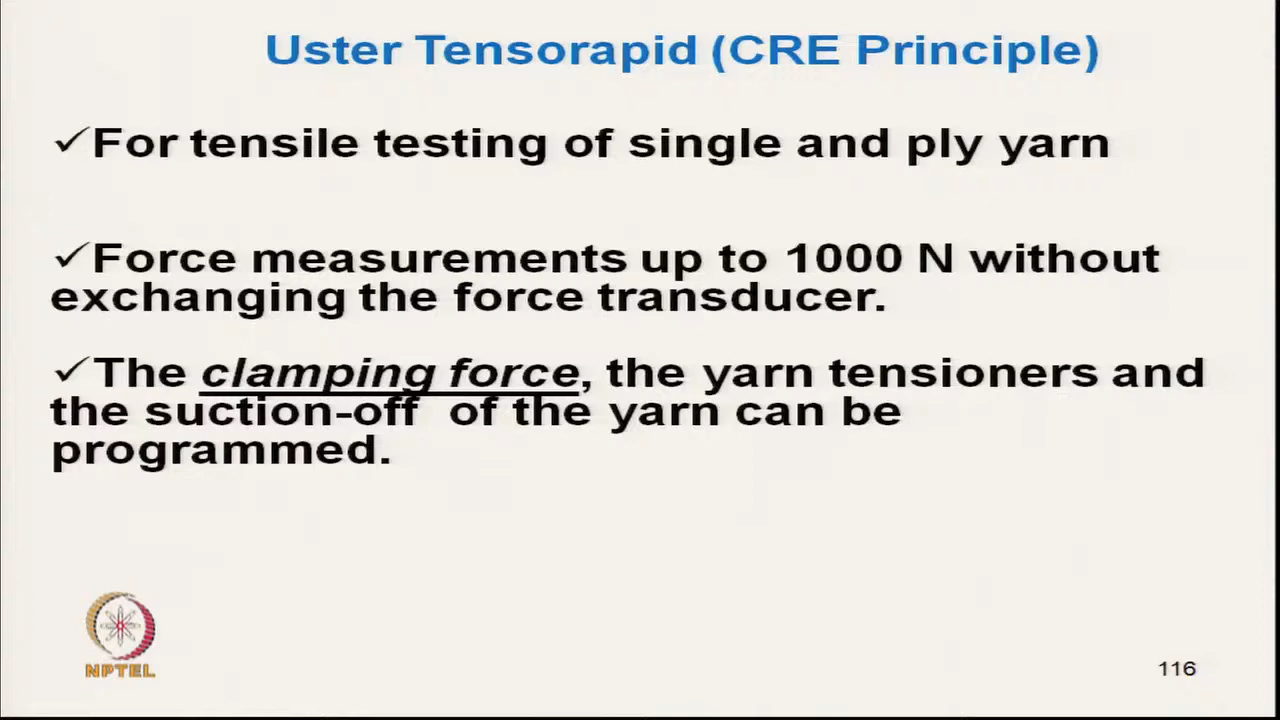 Uster Tensorapid (CRE Principle)
✓For tensile testing of single and ply yarn
✓Force measurements up to 1000 N without
exchanging the force transducer.
✓The clamping force, the yarn tensioners and
the suction-off of the yarn can be
programmed.
NPTEL
116